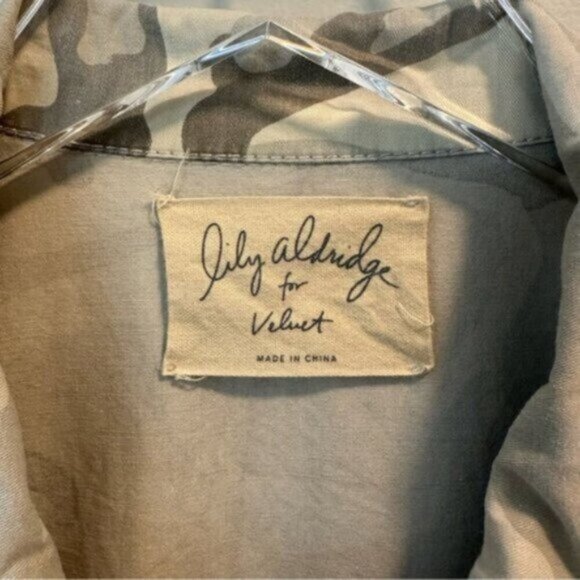 lily aldridge
for
Velvet
MADE IN CHINA